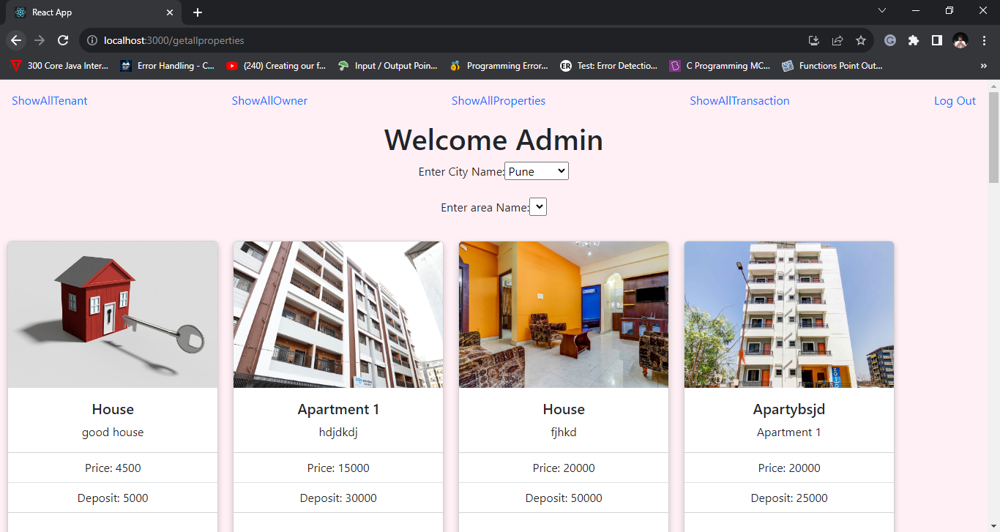 React App
localhost:3000/getallproperties
300 Core Java Inter...
Error Handling - C...
(240) Creating our f...
Input / Output Poin...
Programming Error...
ER
Test: Error Detectio...
C Programming MC...
Functions Point Out...
ShowAllTenant
ShowAllOwner
ShowAllProperties
ShowAllTransaction
Log Out
Welcome Admin
Enter City Name:Pune
Enter area Name:
House
good house
Price: 4500
Deposit: 5000
Apartment 1
hdjdkdj
Price: 15000
Deposit: 30000
House
fjhkd
Price: 20000
Deposit: 50000
Apartybsjd
Apartment 1
Price: 20000
Deposit: 25000